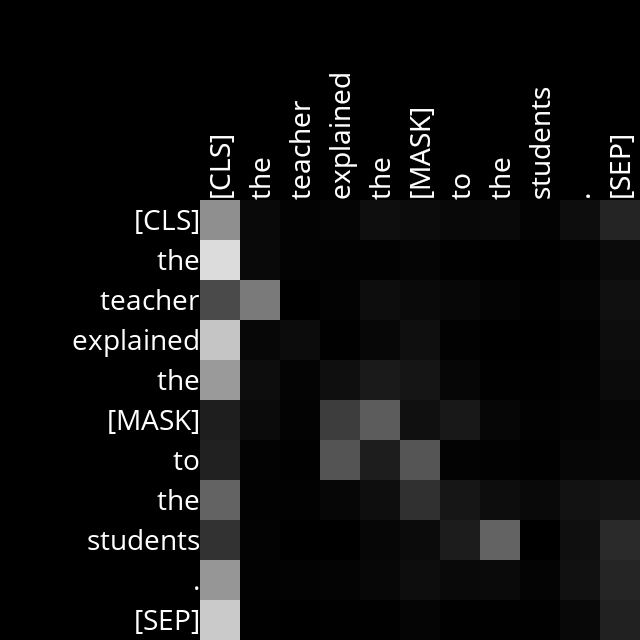 [CLS]
the
teacher
explained
the
[MASK]
to
the
students
.
[SEP]
[CLS]
the
teacher
explained
the
[MASK]
to
the
students
.
[SEP]